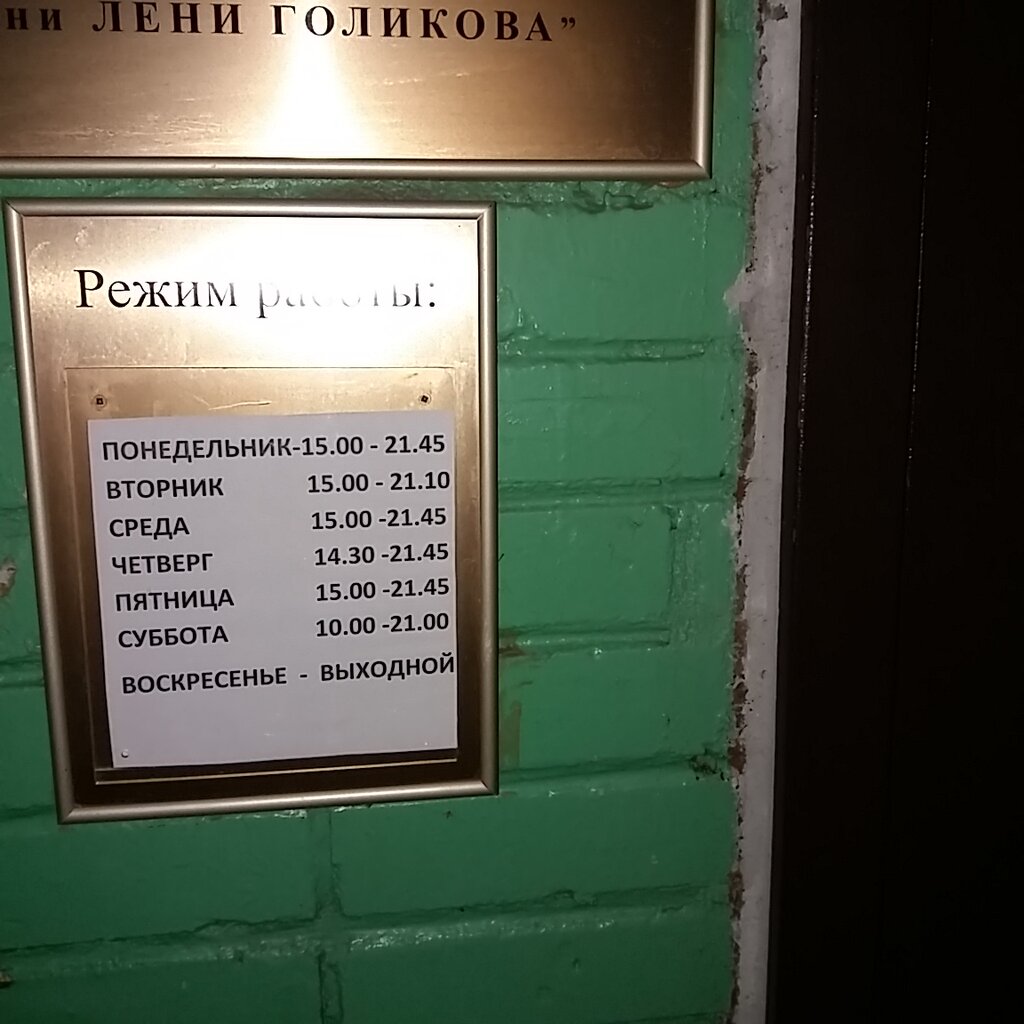 ни ЛЕНИ ГОЛИКОВА”
Режим работы:
ПОНЕДЕЛЬНИК-15.00 - 21.45
ВТОРНИК 15.00 - 21.10
СРЕДА 15.00 -21.45
ЧЕТВЕРГ 14.30 -21.45
ПЯТНИЦА 15.00 -21.45
СУББОТА 10.00 -21.00
ВОСКРЕСЕНЬЕ - ВЫХОДНОЙ